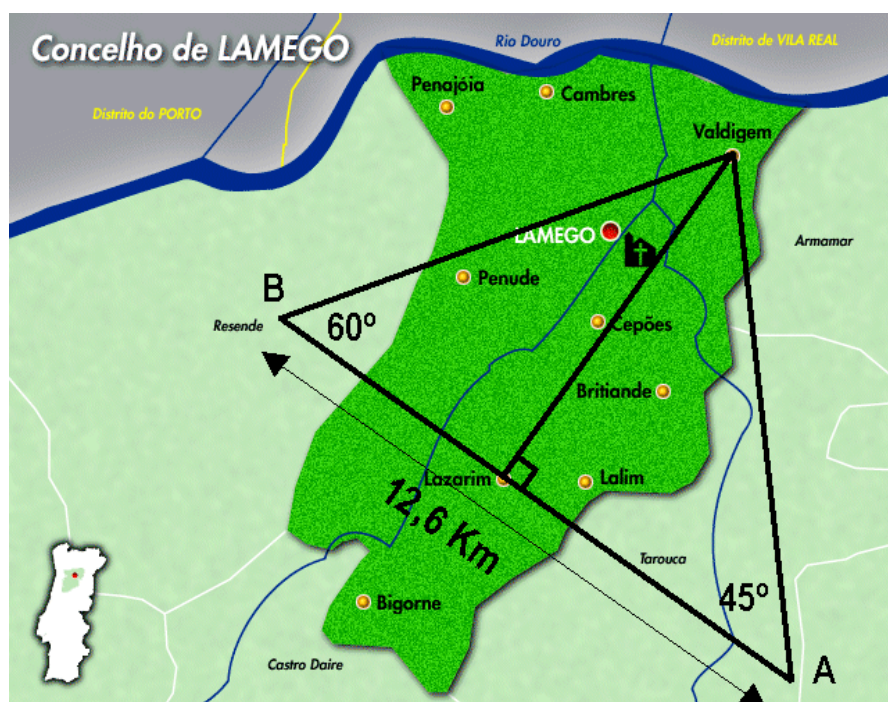 Concelho de LAMEGO
Rio Douro
Distrito de VILA REAL
Distrito do PORTO
Penajóia
Cambres
Valdigem
LAMEGO
Armamar
B
Penude
Resende
60º
Cepões
Britiande
Lazarim
Lalim
12,6 Km
Tarouca
45º
Bigorne
Castro Daire
A